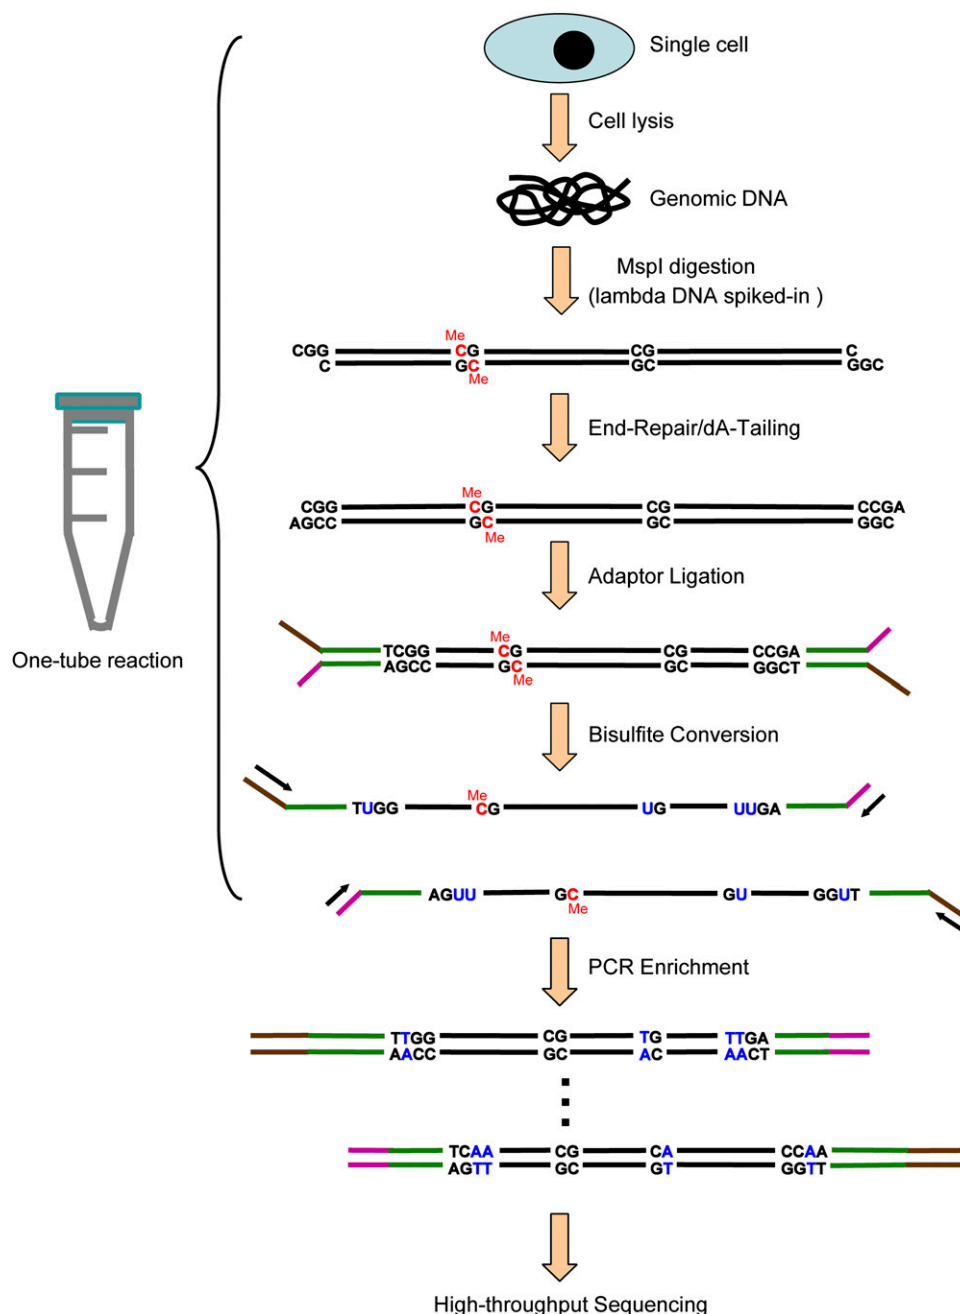 Single cell
Cell lysis
Genomic DNA
MspI digestion
(lambda DNA spiked-in )
Me
CGG CG CG C
C GC GC GGC
Me
End-Repair/dA-Tailing
Me
CGG CG CG CCGA
AGCC GC GC GGC
Me
Adaptor Ligation
One-tube reaction
Me
TCGG CG CG CCGA
AGCC GC GC GGCT
Me
Bisulfite Conversion
Me
TUGG CG UG UUGA
AGUU GC GU GGUT
Me
PCR Enrichment
TTGG CG TG TTGA
AACC GC AC AACT
TCAA CG CA CCAA
AGTT GC GT GGTT
High-throughput Sequencing